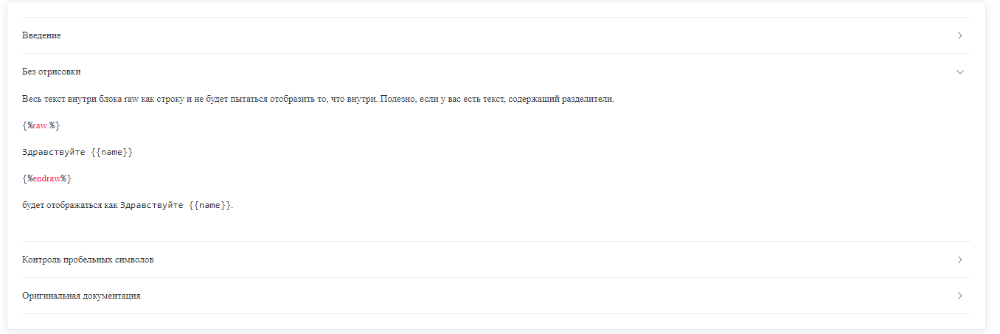 Введение
Без отрисовки
Весь текст внутри блока raw как строку и не будет пытаться отобразить то, что внутри. Полезно, если у вас есть текст, содержащий разделители.
{%raw %}
Здравствуйте {{name}}
{%endraw%}
будет отображаться как Здравствуйте {{name}}.
Контроль пробельных символов
Оригинальная документация